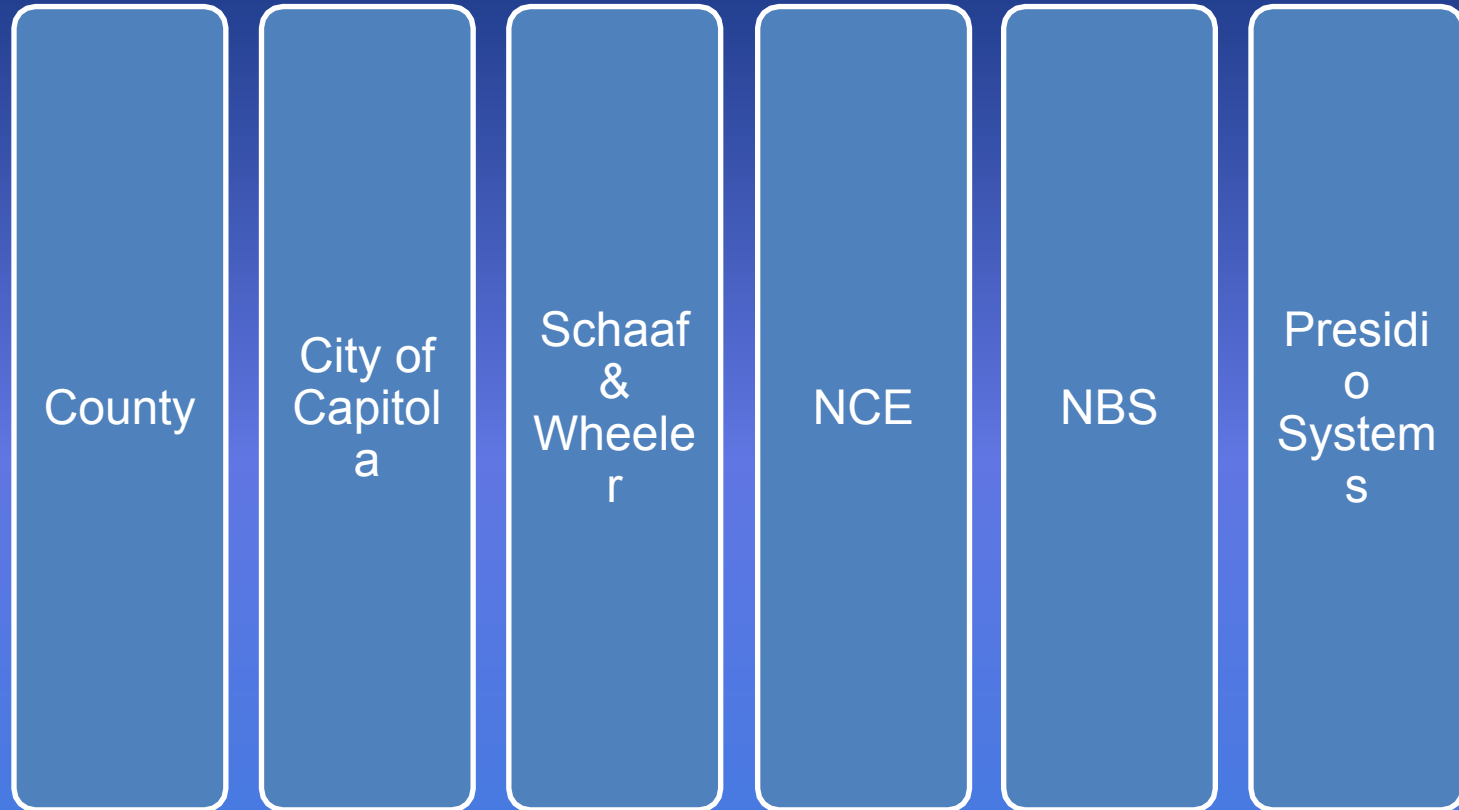 County
City of
Capitol
a
Schaaf
&
Wheele
r
NCE
NBS
Presidi
o
System
s